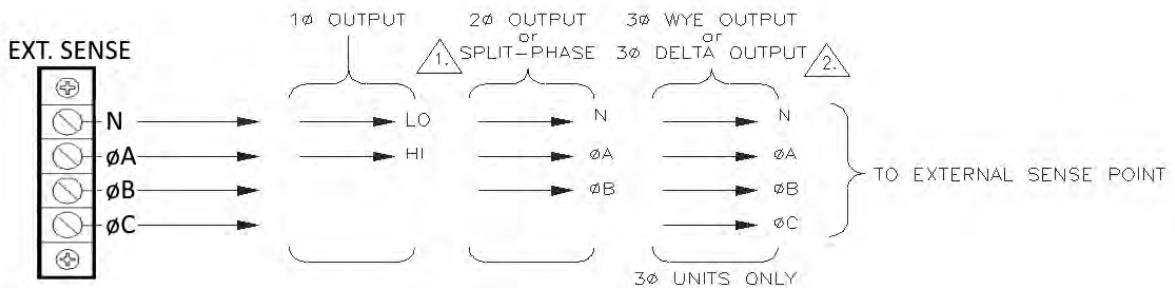 1ø OUTPUT
2ø OUTPUT
or
SPLIT-PHASE
3ø WYE OUTPUT
or
3ø DELTA OUTPUT
1.
2.
EXT. SENSE
N
LO
N
N
øA
HI
øA
øA
øB
øB
øB
øC
øC
TO EXTERNAL SENSE POINT
3ø UNITS ONLY